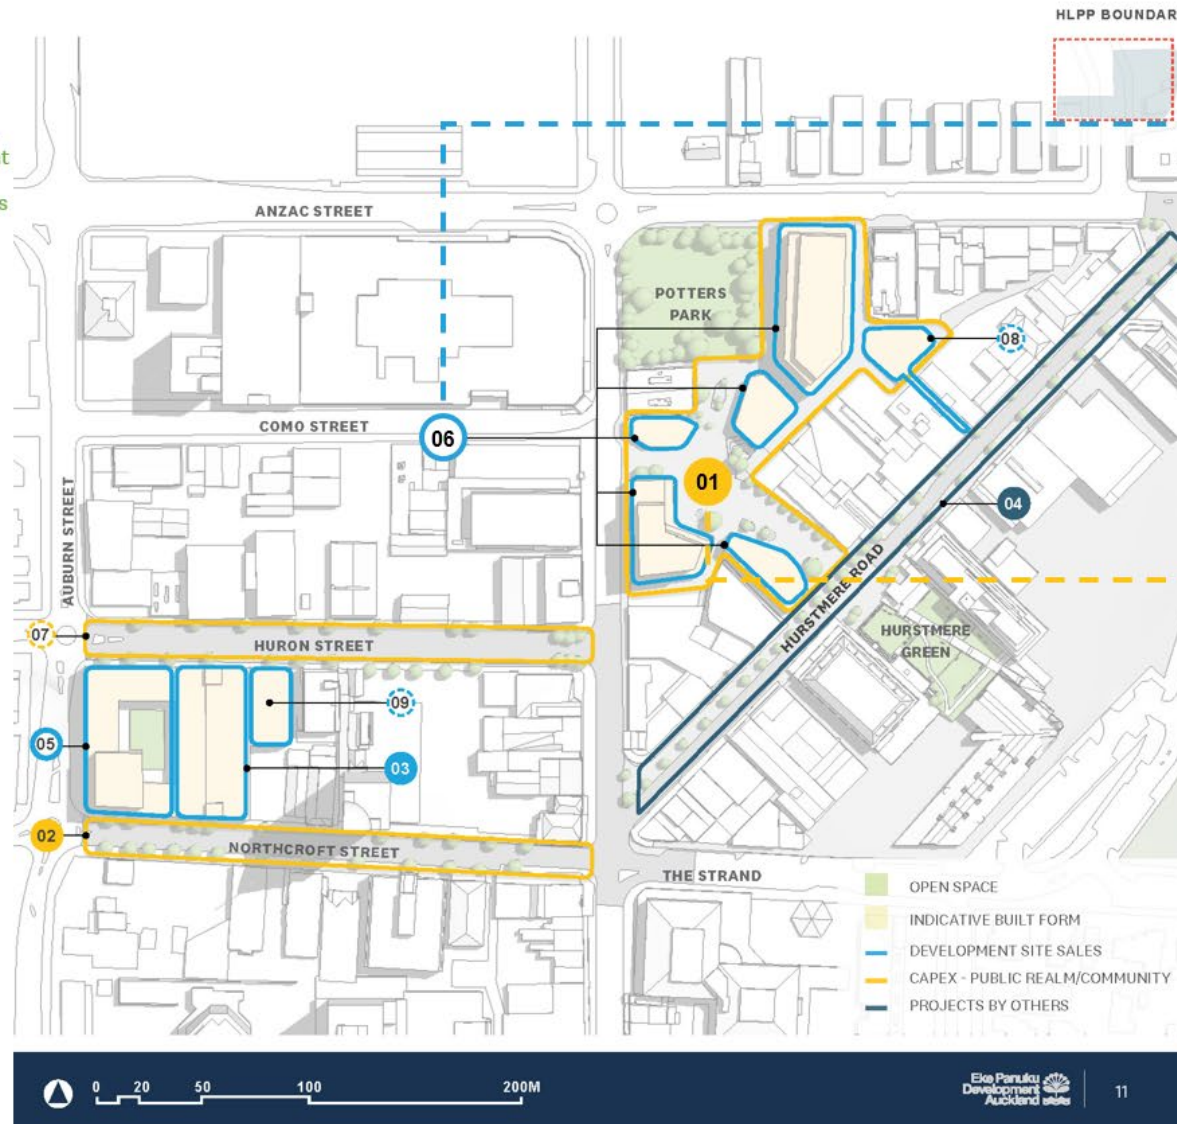 HLPP BOUNDAR
t
s
ANZAC STREET
POTTERS
PARK
08
COMO STREET
06
01
04
AUBURN STREET
HURSTMERE ROAD
HURSTMERE
GREEN
07
HURON STREET
09
05
03
02
NORTHCROFT STREET
THE STRAND
OPEN SPACE
INDICATIVE BUILT FORM
DEVELOPMENT SITE SALES
CAPEX - PUBLIC REALM/COMMUNITY
PROJECTS BY OTHERS
0 20 50 100 200M
Eke Panuku
Development
Auckland
11